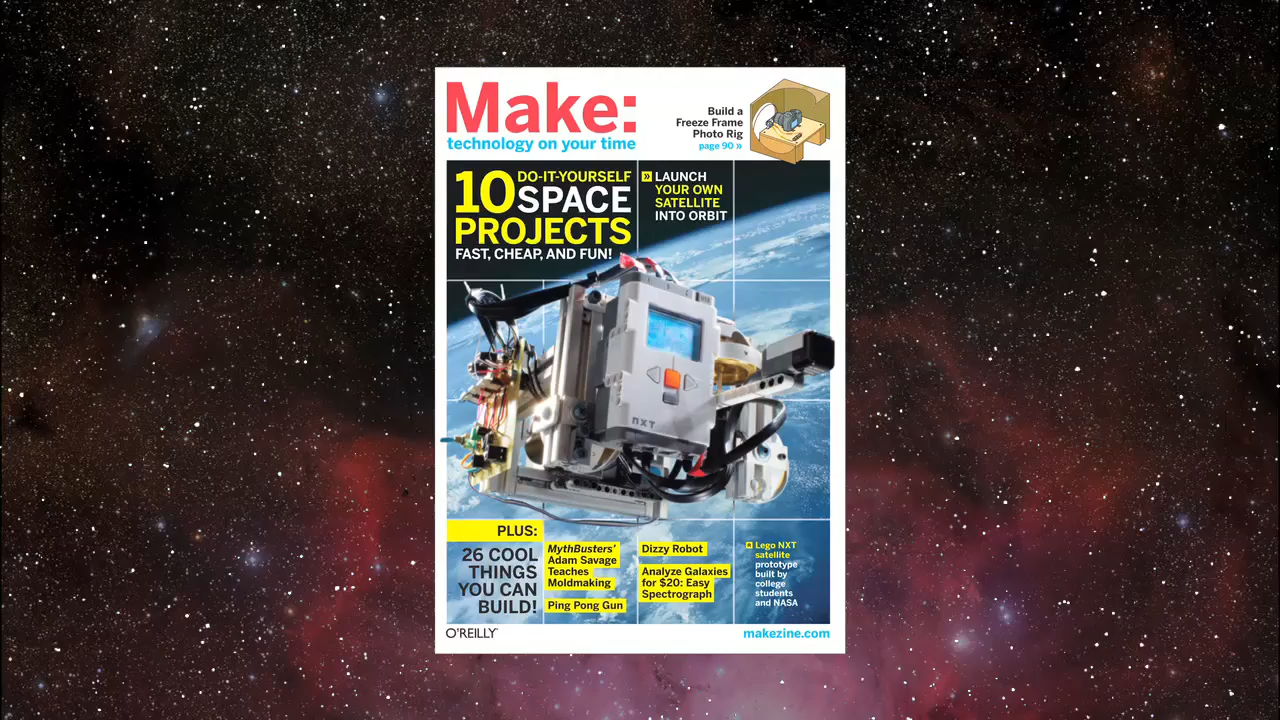 Make:
technology on your time
Build a
Freeze Frame
Photo Rig
page 90 »
10 DO-IT-YOURSELF
SPACE
PROJECTS
FAST, CHEAP, AND FUN!
» LAUNCH
YOUR OWN
SATELLITE
INTO ORBIT
NXT
PLUS:
26 COOL
THINGS
YOU CAN
BUILD!
MythBusters'
Adam Savage
Teaches
Moldmaking
Ping Pong Gun
Dizzy Robot
Analyze Galaxies
for $20: Easy
Spectrograph
Lego NXT
satellite
prototype
built by
college
students
and NASA
O'REILLY
makezine.com